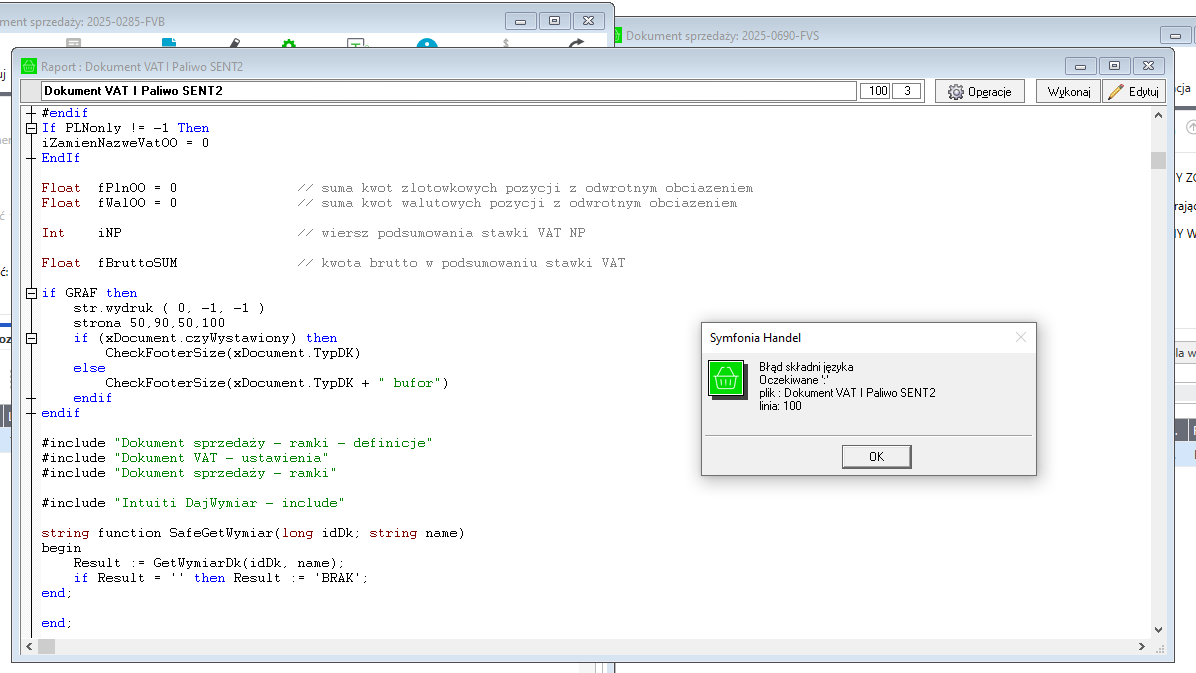 ment sprzedaży: 2025-0285-FVB
Dokument sprzedaży: 2025-0690-FVS
Raport : Dokument VAT I Paliwo SENT2
Dokument VAT I Paliwo SENT2
100
3
Operacje
Wykonaj
Edytuj
#endif
If PLNonly != -1 Then
iZamienNazweVatOO = 0
EndIf
Float fPlnOO = 0 // suma kwot zlotowkowych pozycji z odwrotnym obciazeniem
Float fWalOO = 0 // suma kwot walutowych pozycji z odwrotnym obciazeniem
Int iNP // wiersz podsumowania stawki VAT NP
Float fBruttoSUM // kwota brutto w podsumowaniu stawki VAT
if GRAF then
str.wydruk ( 0, -1, -1 )
strona 50,90,50,100
if (xDocument.czyWystawiony) then
CheckFooterSize(xDocument.TypDK)
else
CheckFooterSize(xDocument.TypDK + " bufor")
endif
endif
#include "Dokument sprzedaży - ramki - definicje"
#include "Dokument VAT - ustawienia"
#include "Dokument sprzedaży - ramki"
#include "Intuiti DajWymiar - include"
string function SafeGetWymiar(long idDk; string name)
begin
Result := GetWymiarDk(idDk, name);
if Result = '' then Result := 'BRAK';
end;
end;
Symfonia Handel
Błąd składni języka
Oczekiwane ':'
plik : Dokument VAT I Paliwo SENT2
linia: 100
OK